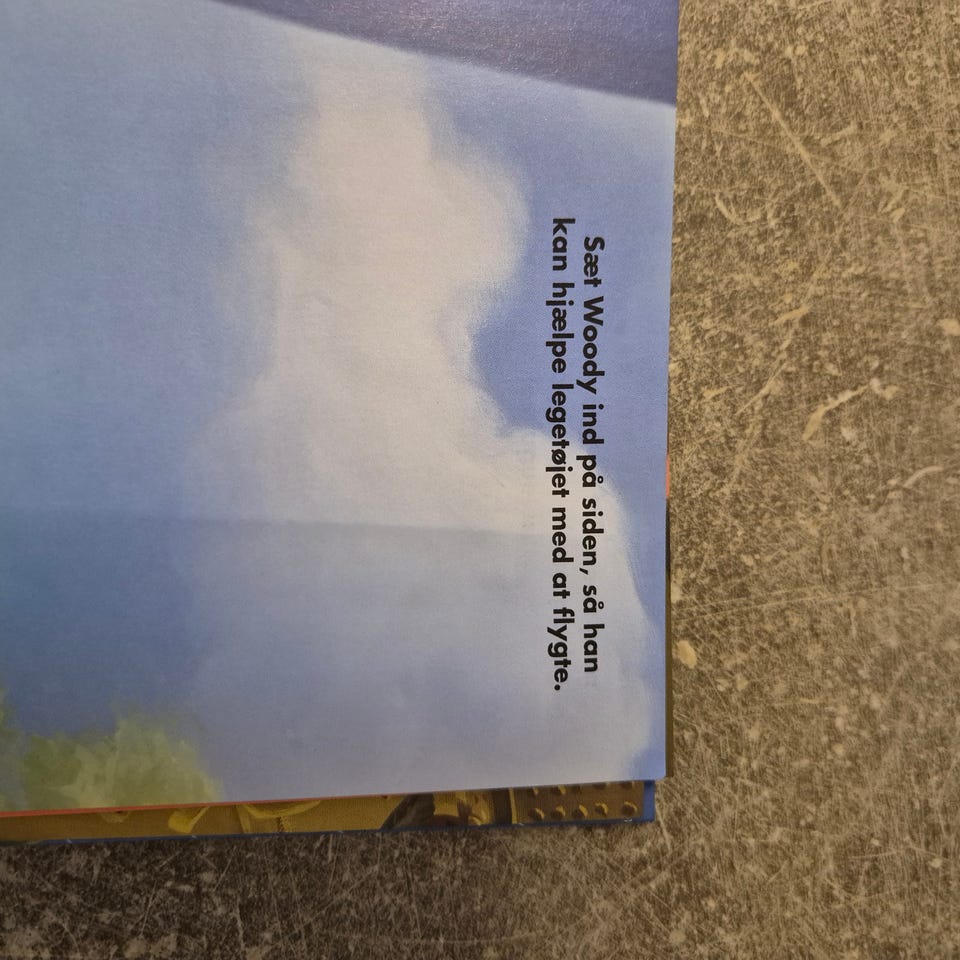 Sæt Woody ind på siden, så han
kan hjælpe legetøjet med at flygte.